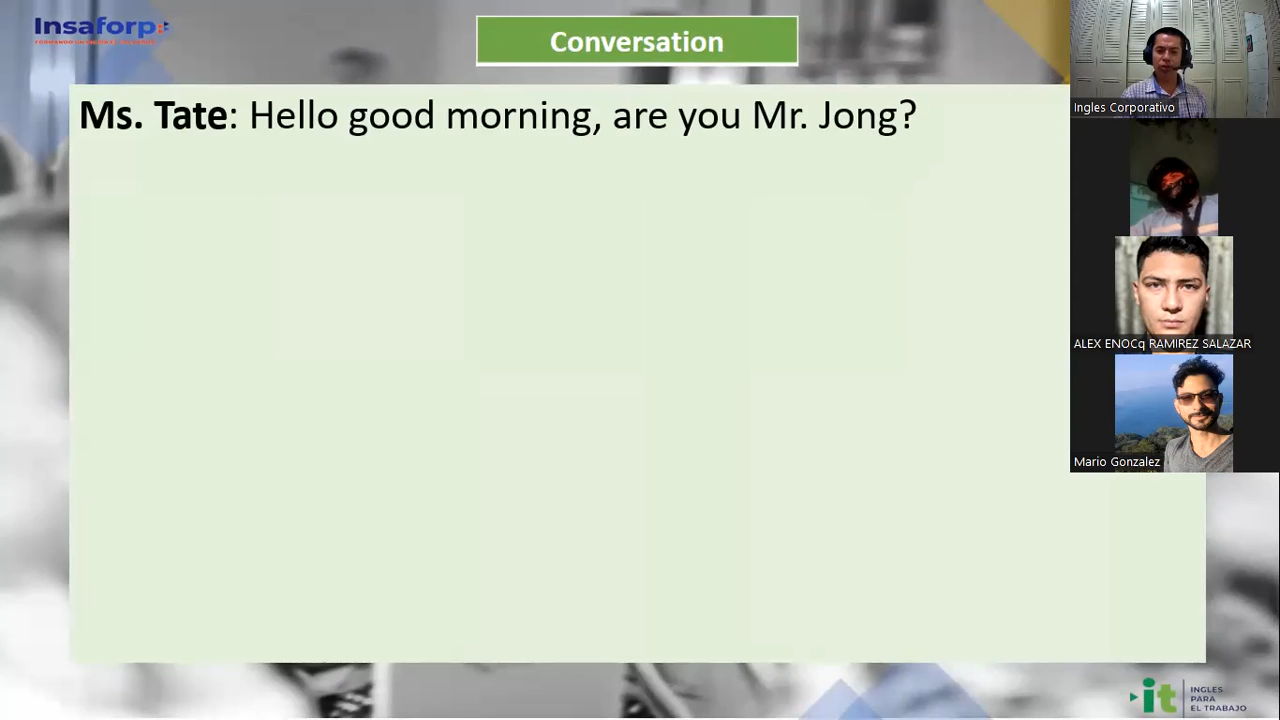 Insaforp
Conversation
Ms. Tate: Hello good morning, are you Mr. Jong?
Ingles Corporativo
ALEX ENOCq RAMIREZ SALAZAR
Mario Gonzalez
it
INGLES
PARA
EL TRABAJO